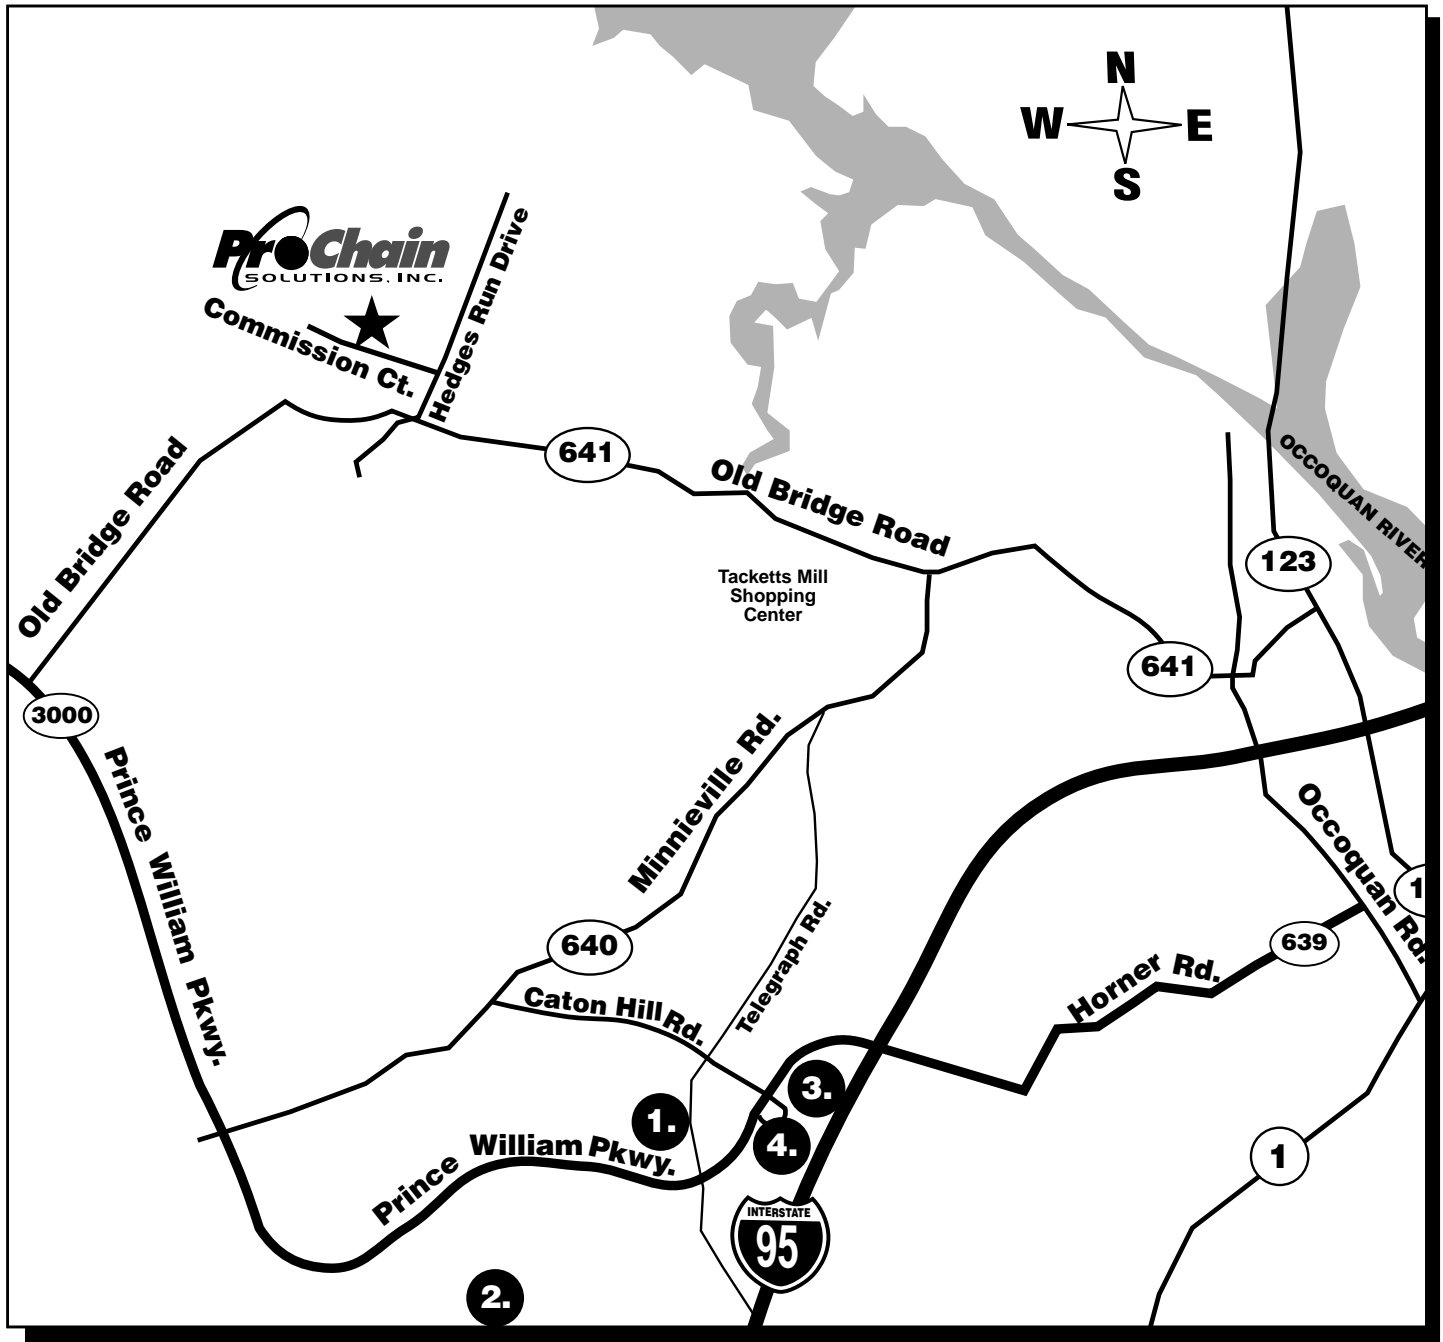 N
W E
S
ProChain
SOLUTIONS, INC.
Hedges Run Drive
Commission Ct.
641
Old Bridge Road
Old Bridge Road
OCCOQUAN RIVER
123
Tacketts Mill
Shopping
Center
641
3000
Prince William Pkwy.
Minnieville Rd.
Occoquan Rd.
1
640
Telegraph Rd.
639
Horner Rd.
Caton Hill Rd.
3.
1.
4.
Prince William Pkwy.
1
INTERSTATE
95
2.